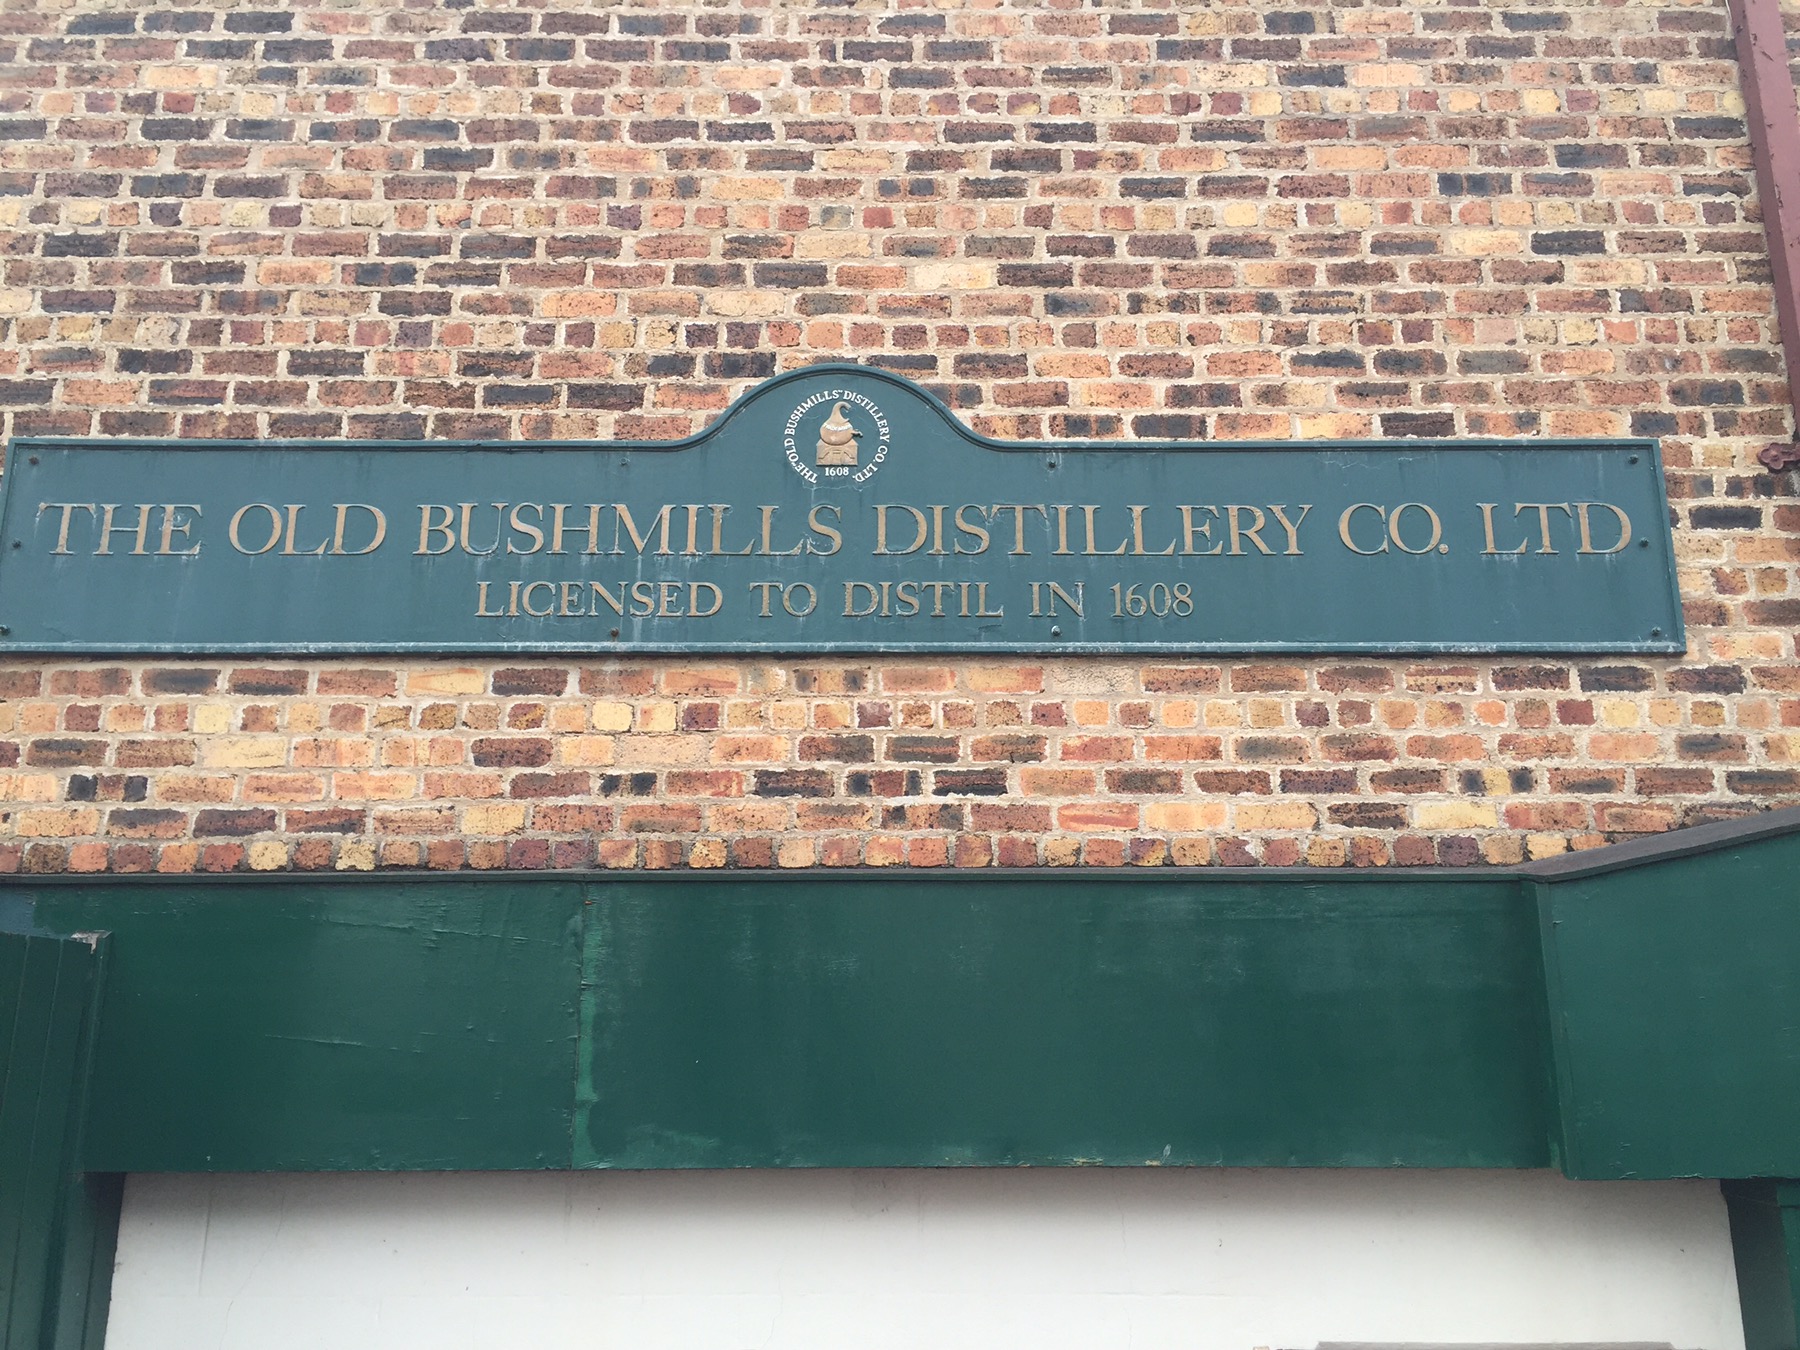 THE OLD BUSHMILLS DISTILLERY CO. LTD.
1608
THE OLD BUSHMILLS DISTILLERY CO. LTD
LICENSED TO DISTIL IN 1608